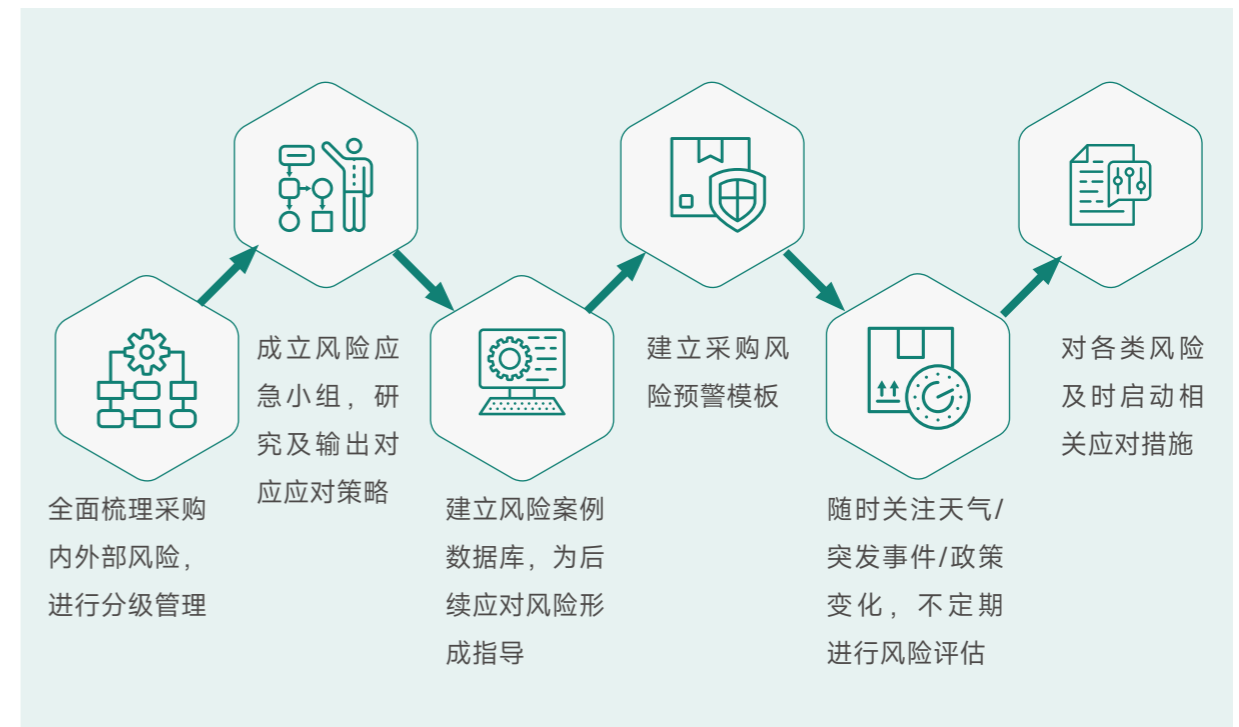 全面梳理采购
内外部风险，
进行分级管理
成立风险应
急小组，研
究及输出对
应应对策略
建立风险案例
数据库，为后
续应对风险形
成指导
建立采购风
险预警模板
随时关注天气/
突发事件/政策
变化，不定期
进行风险评估
对各类风险
及时启动相
关应对措施